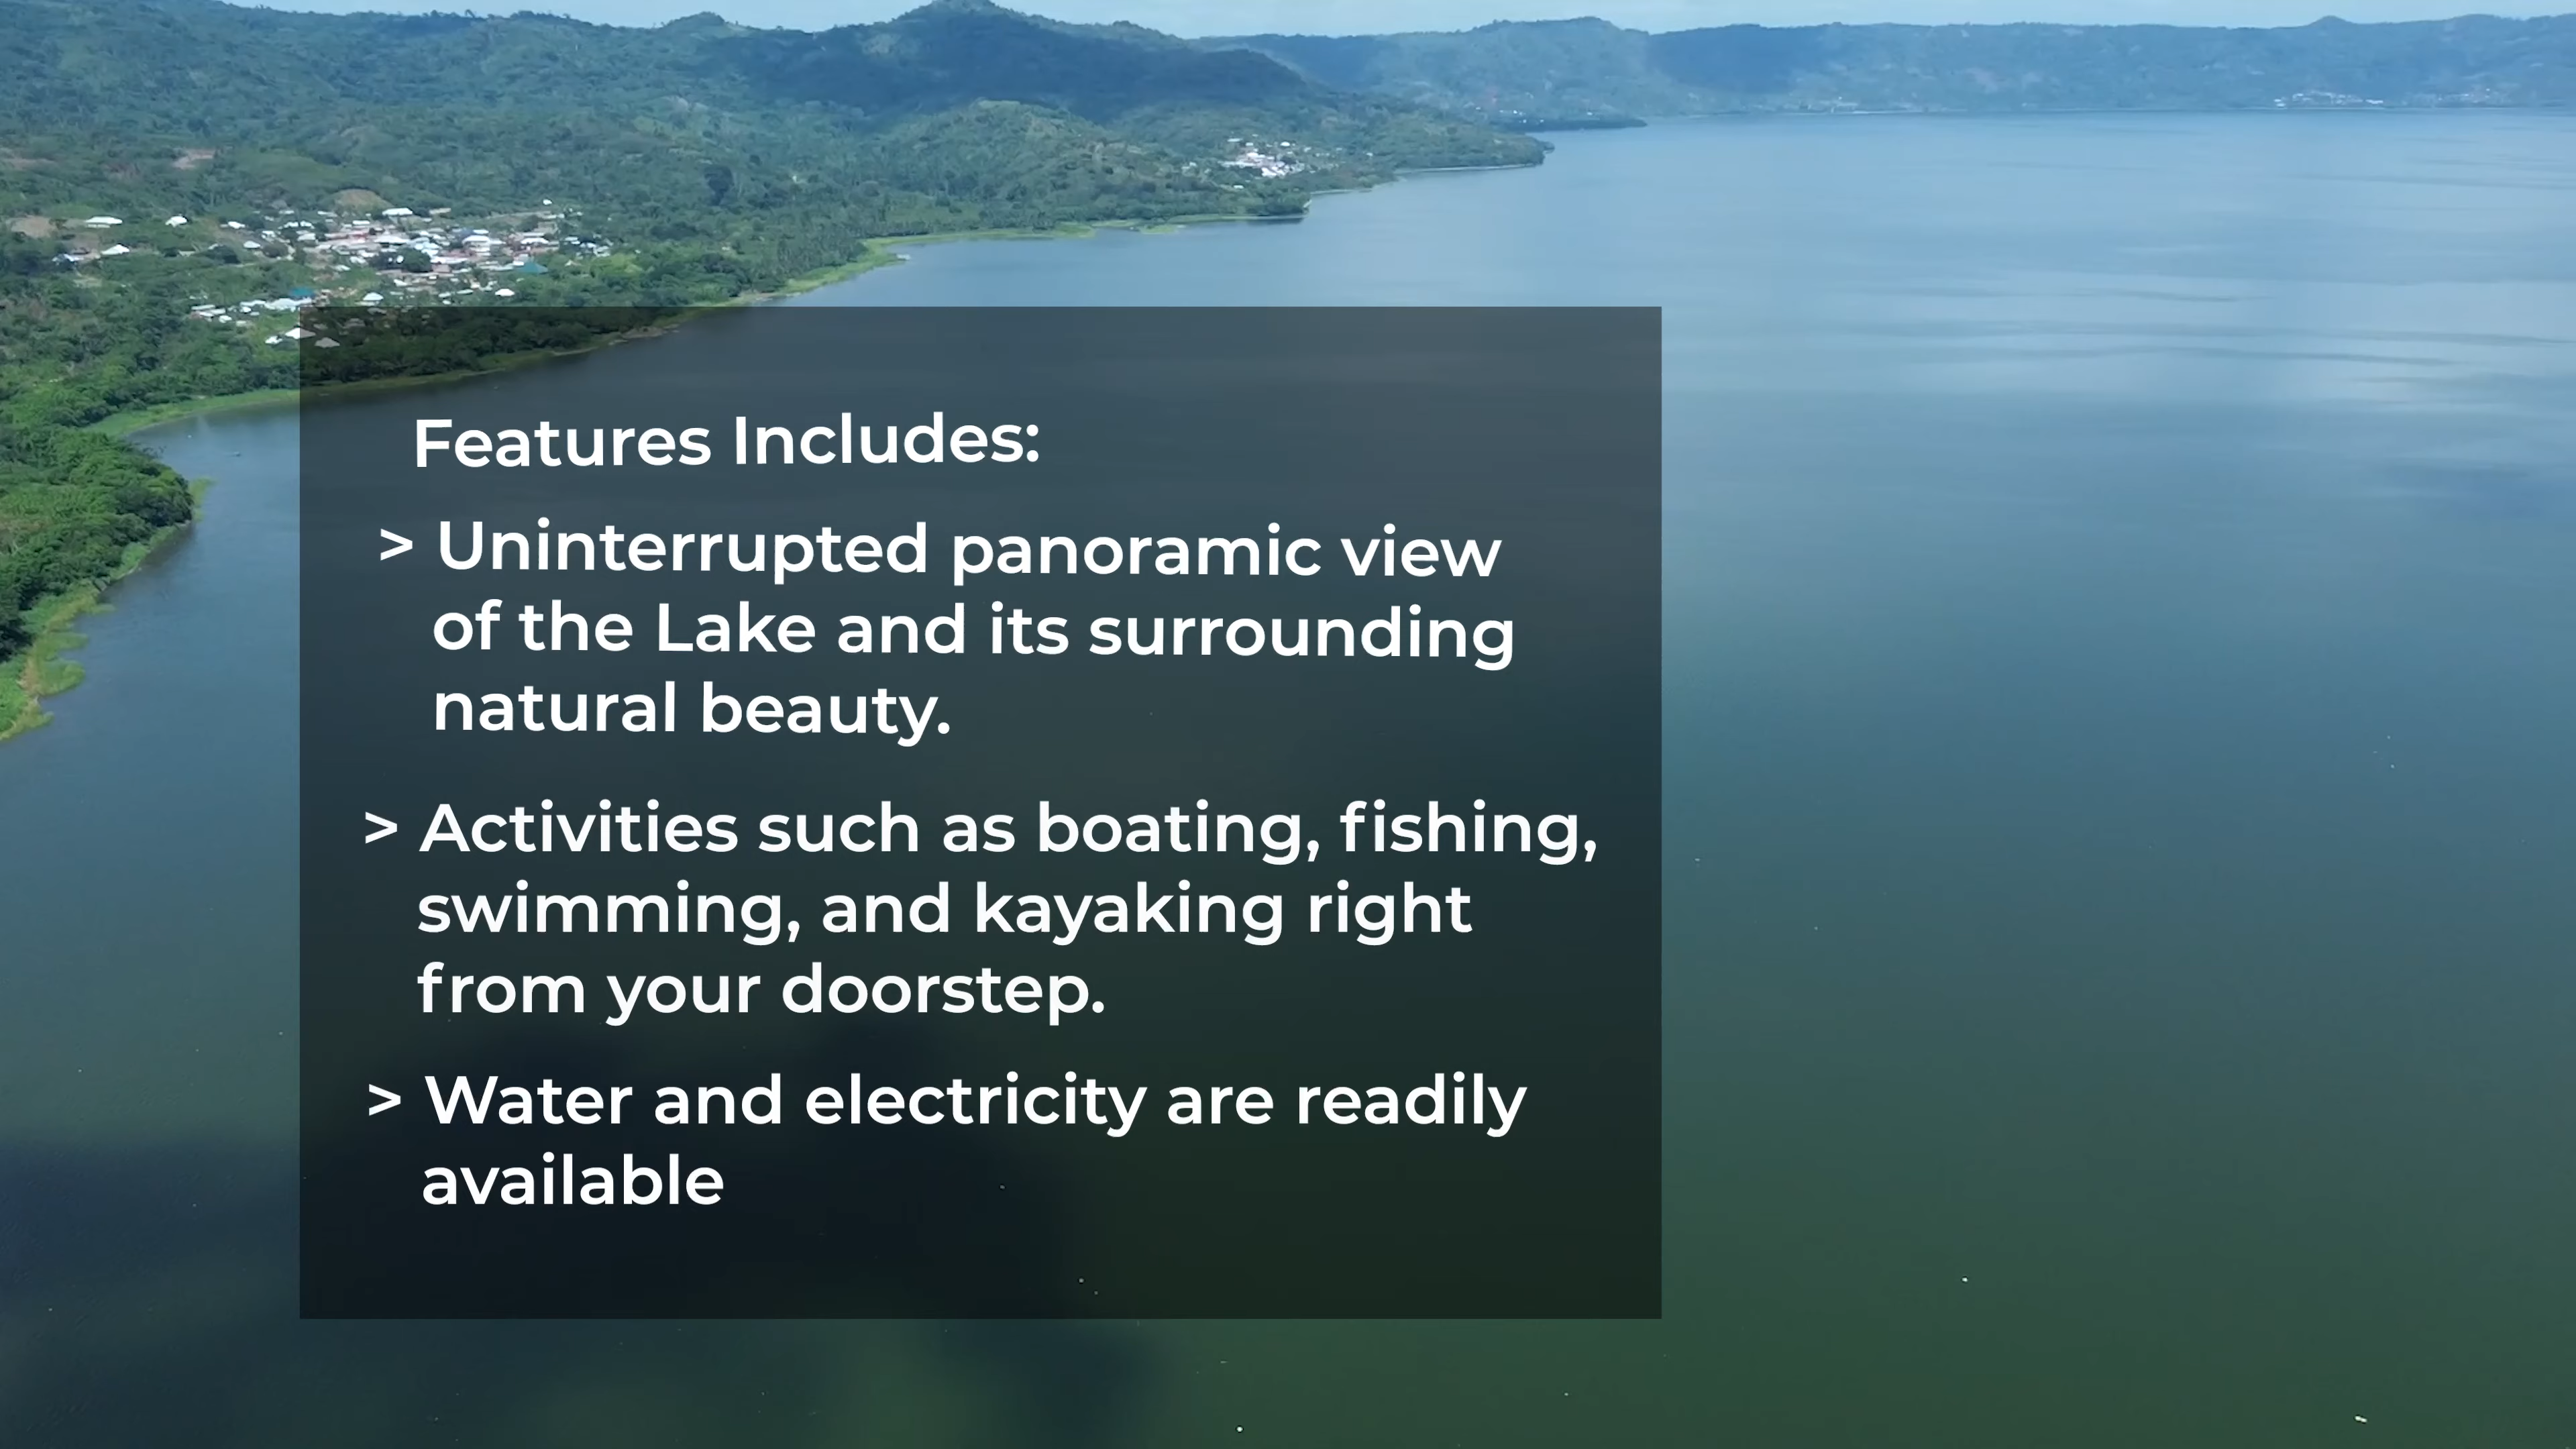 Features Includes:
> Uninterrupted panoramic view
of the Lake and its surrounding
natural beauty.
> Activities such as boating, fishing,
swimming, and kayaking right
from your doorstep.
> Water and electricity are readily
available